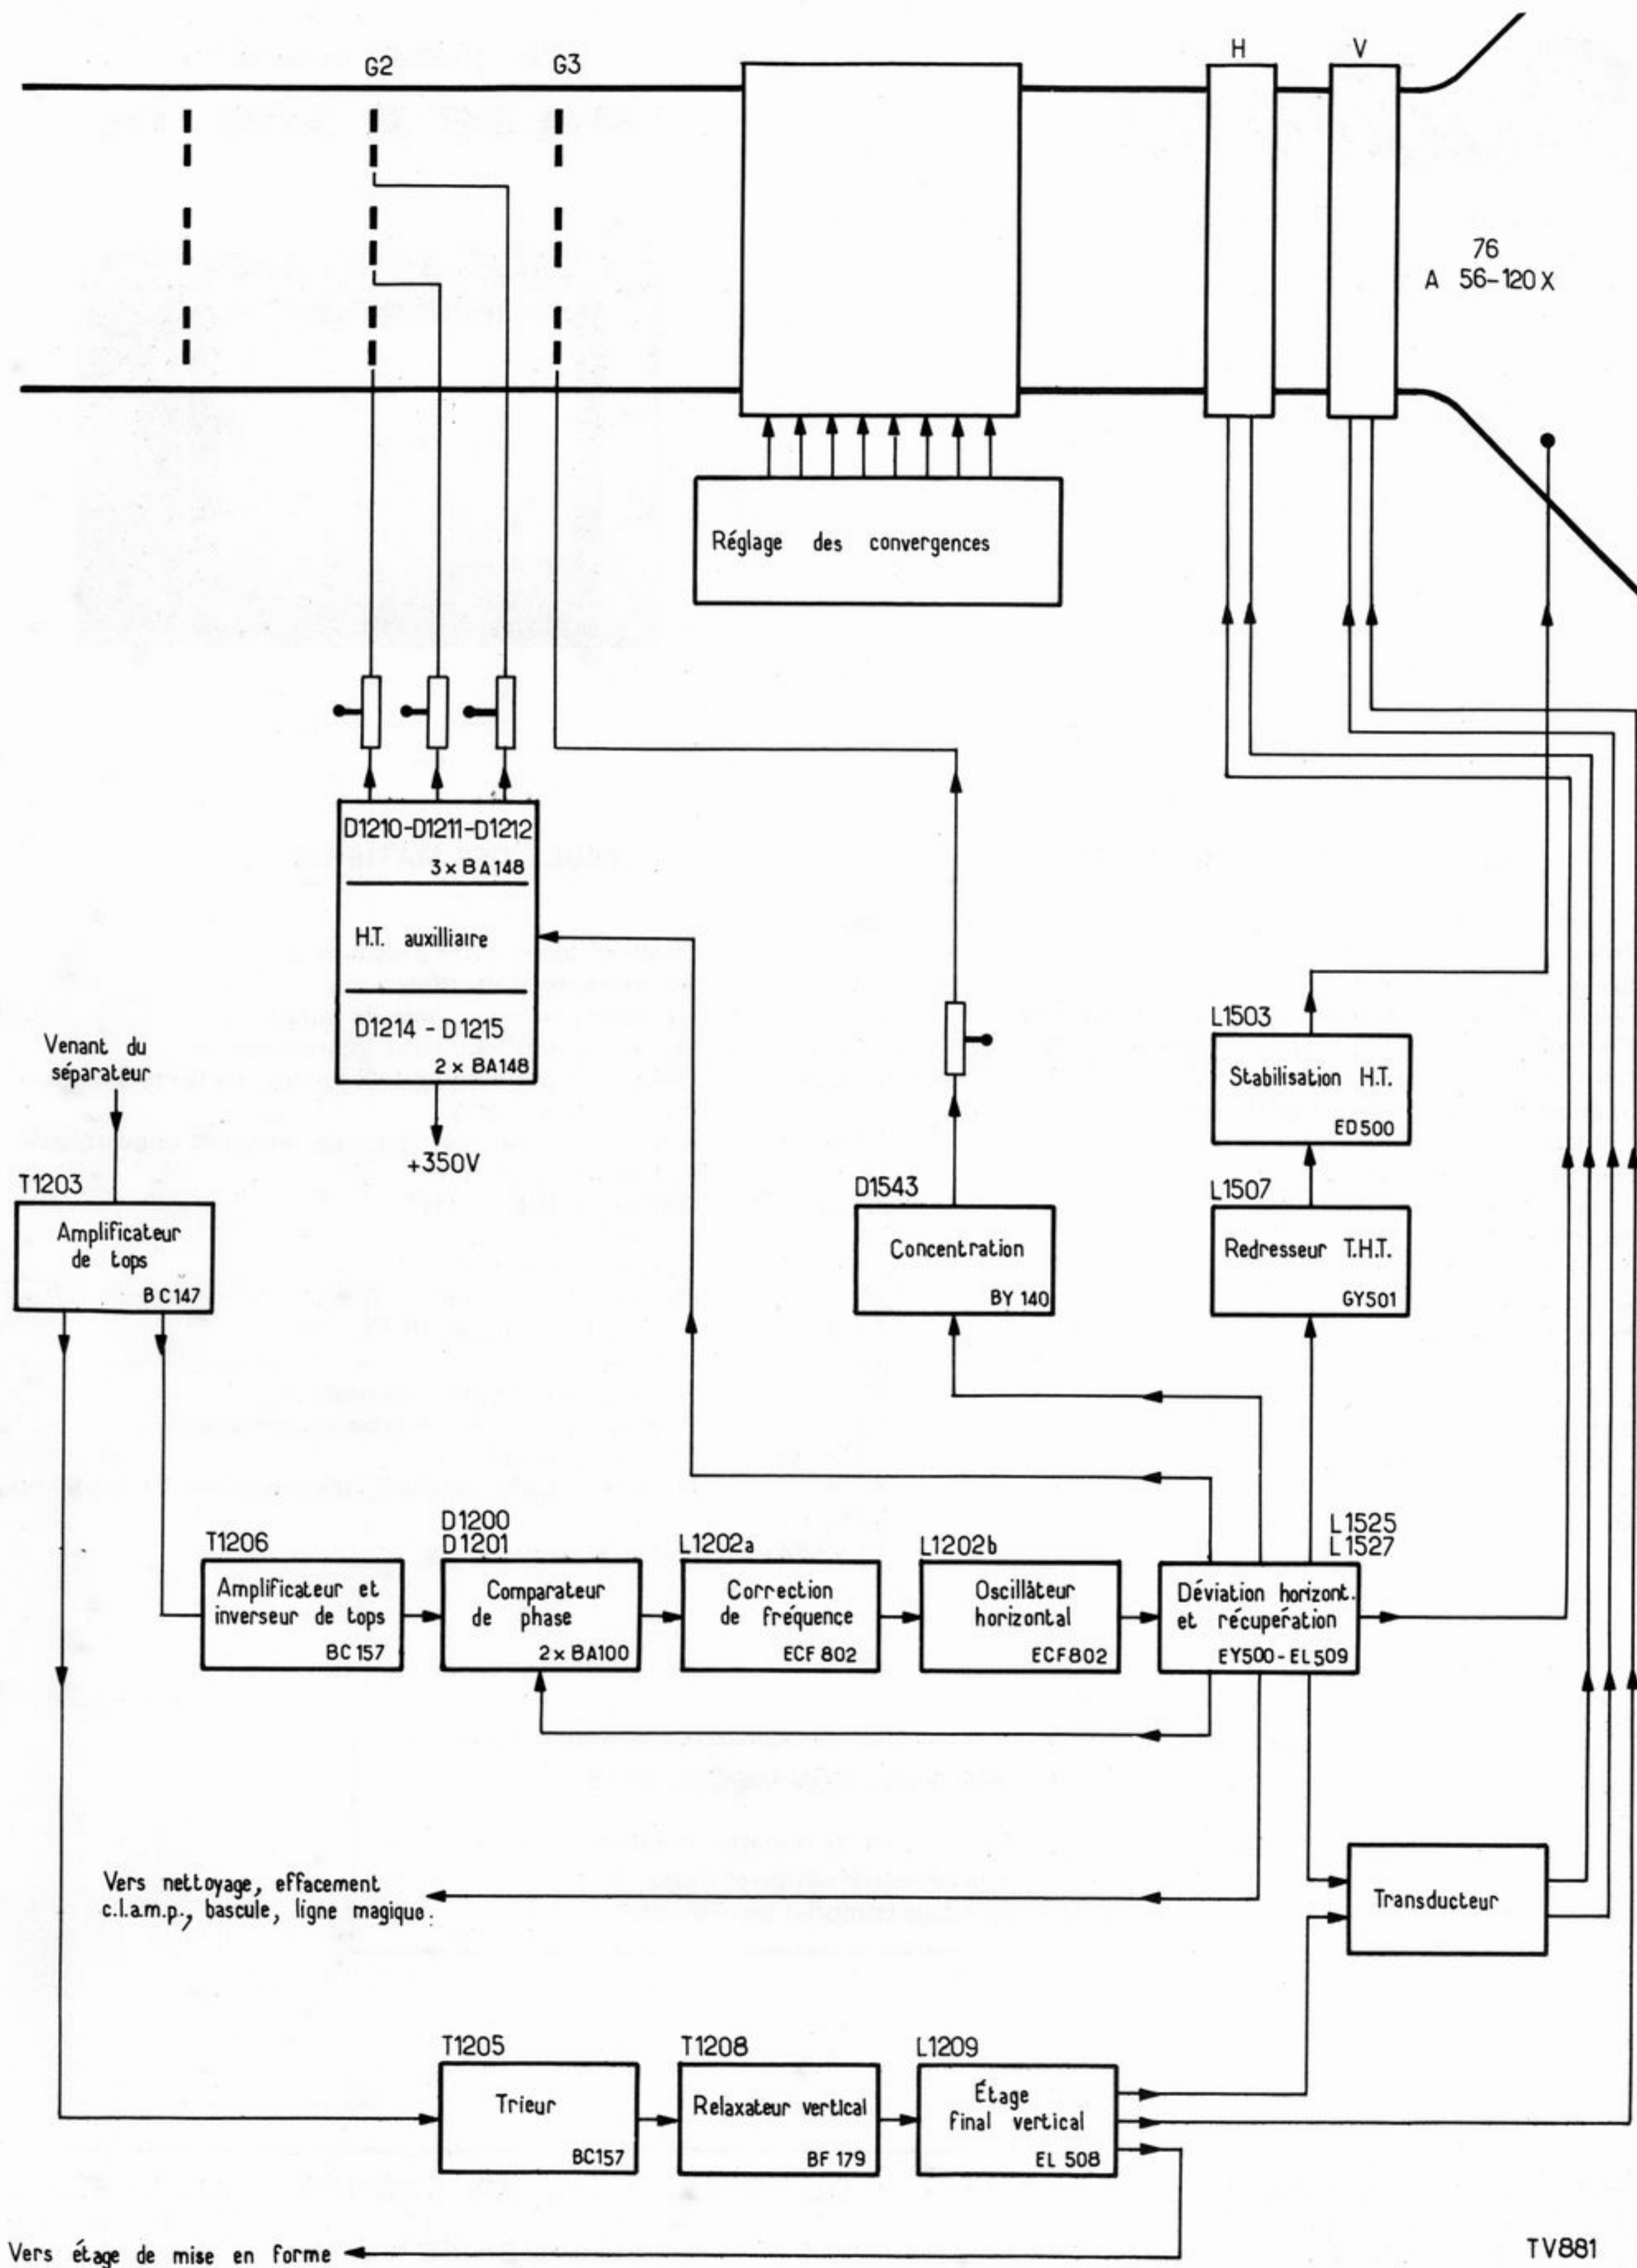 G2
G3
H
V
76
A 56-120X
Réglage des convergences
D1210-D1211-D1212
3×BA148
H.T. auxilliaire
D1214 - D1215
2×BA148
+350V
Venant du
séparateur
T1203
Amplificateur
de tops
BC147
D1543
Concentration
BY 140
L1503
Stabilisation H.T.
ED500
L1507
Redresseur T.H.T.
GY501
T1206
Amplificateur et
inverseur de tops
BC157
D1200
D1201
Comparateur
de phase
2×BA100
L1202a
Correction
de fréquence
ECF 802
L1202b
Oscillâteur
horizontal
ECF802
L1525
L1527
Déviation horizont.
et récupération
EY500-EL509
Vers nettoyage, effacement
c.l.a.m.p., bascule, ligne magique.
Transducteur
T1205
Trieur
BC157
T1208
Relaxateur vertical
BF 179
L1209
Étage
final vertical
EL 508
Vers étage de mise en forme
TV881